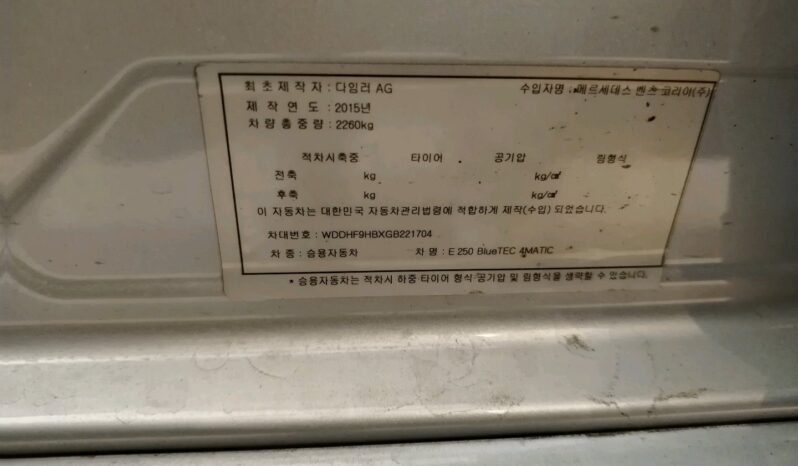 최초제작자 : 다임러 AG 수입자명 : 메르세데스 벤츠 코리아(주)
제작연도 : 2015년
차량총중량 : 2260kg
적차시축중 타이어 공기압 림형식
전축 kg kg/㎠
후축 kg kg/㎠
이 자동차는 대한민국 자동차관리법령에 적합하게 제작(수입) 되었습니다.
차대번호 : WDDHF9HBXGB221704
차종 : 승용자동차 차명 : E 250 BlueTEC 4MATIC
* 승용자동차는 적차시 하중 타이어 형식 공기압 및 림형식을 생략할 수 있습니다.